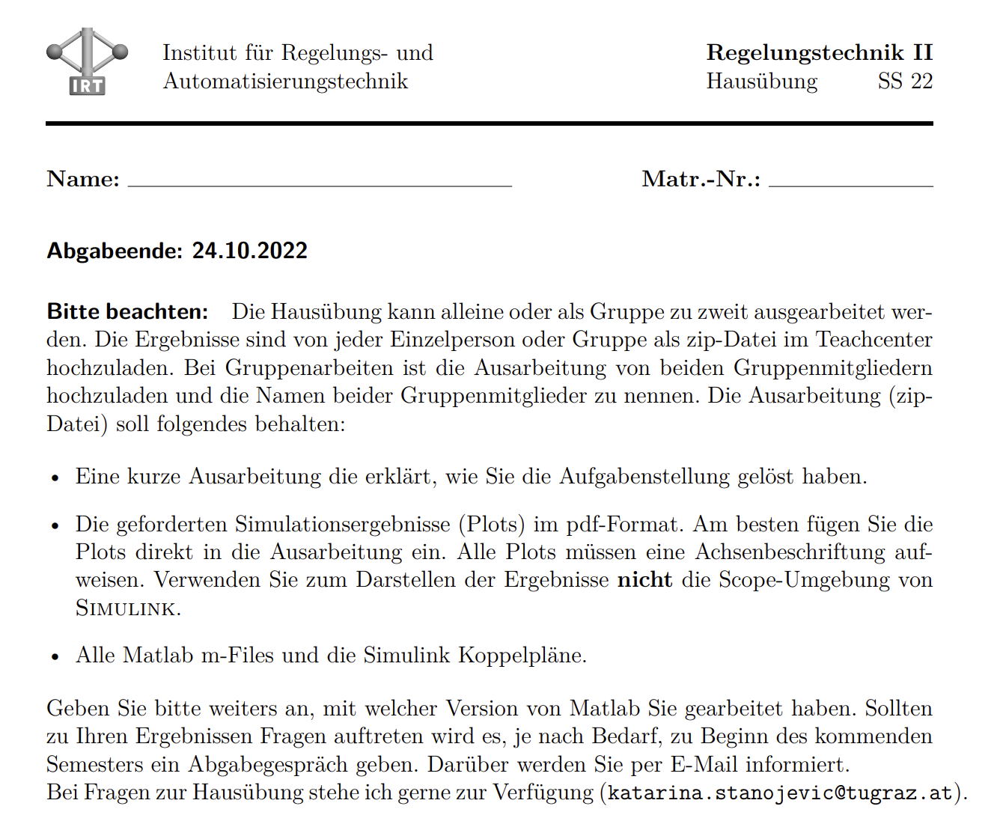 IRT
Institut für Regelungs- und
Automatisierungstechnik
Regelungstechnik II
Hausübung SS 22
Name:
Matr.-Nr.:
Abgabeende: 24.10.2022
Bitte beachten: Die Hausübung kann alleine oder als Gruppe zu zweit ausgearbeitet wer-
den. Die Ergebnisse sind von jeder Einzelperson oder Gruppe als zip-Datei im Teachcenter
hochzuladen. Bei Gruppenarbeiten ist die Ausarbeitung von beiden Gruppenmitgliedern
hochzuladen und die Namen beider Gruppenmitglieder zu nennen. Die Ausarbeitung (zip-
Datei) soll folgendes behalten:
• Eine kurze Ausarbeitung die erklärt, wie Sie die Aufgabenstellung gelöst haben.
• Die geforderten Simulationsergebnisse (Plots) im pdf-Format. Am besten fügen Sie die
Plots direkt in die Ausarbeitung ein. Alle Plots müssen eine Achsenbeschriftung auf-
weisen. Verwenden Sie zum Darstellen der Ergebnisse nicht die Scope-Umgebung von
SIMULINK.
• Alle Matlab m-Files und die Simulink Koppelpläne.
Geben Sie bitte weiters an, mit welcher Version von Matlab Sie gearbeitet haben. Sollten
zu Ihren Ergebnissen Fragen auftreten wird es, je nach Bedarf, zu Beginn des kommenden
Semesters ein Abgabegespräch geben. Darüber werden Sie per E-Mail informiert.
Bei Fragen zur Hausübung stehe ich gerne zur Verfügung (katarina.stanojevic@tugraz.at).